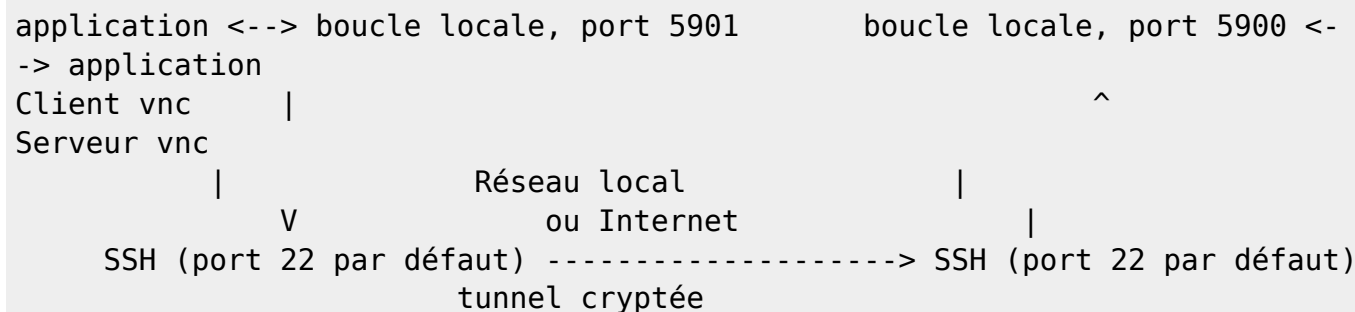 application <--> boucle locale, port 5901        boucle locale, port 5900 <-
-> application
Client vnc     |                                               ^
Serveur vnc
           |               Réseau local                |
               V               ou Internet                 |
     SSH (port 22 par défaut) --------------------> SSH (port 22 par défaut)
                          tunnel cryptée